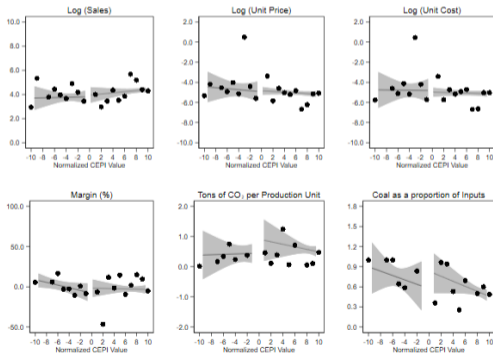 Log (Sales)
Log (Unit Price)
Log (Unit Cost)
10.0
8.0
6.0
4.0
2.0
0.0
2.0
0.0
-2.0
-4.0
-6.0
-8.0
-10.0
2.0
0.0
-2.0
-4.0
-6.0
-8.0
-10.0
-10 -8 -6 -4 -2 0 2 4 6 8 10
-10 -8 -6 -4 -2 0 2 4 6 8 10
-10 -8 -6 -4 -2 0 2 4 6 8 10
Normalized CEPI Value
Normalized CEPI Value
Normalized CEPI Value
Margin (%)
Tons of CO₂ per Production Unit
Coal as a proportion of Inputs
100.0
50.0
0.0
-50.0
2.0
1.0
0.0
-1.0
-2.0
1.8
1.5
1.2
0.9
0.6
0.3
0.0
-10 -8 -6 -4 -2 0 2 4 6 8 10
-10 -8 -6 -4 -2 0 2 4 6 8 10
-10 -8 -6 -4 -2 0 2 4 6 8 10
Normalized CEPI Value
Normalized CEPI Value
Normalized CEPI Value